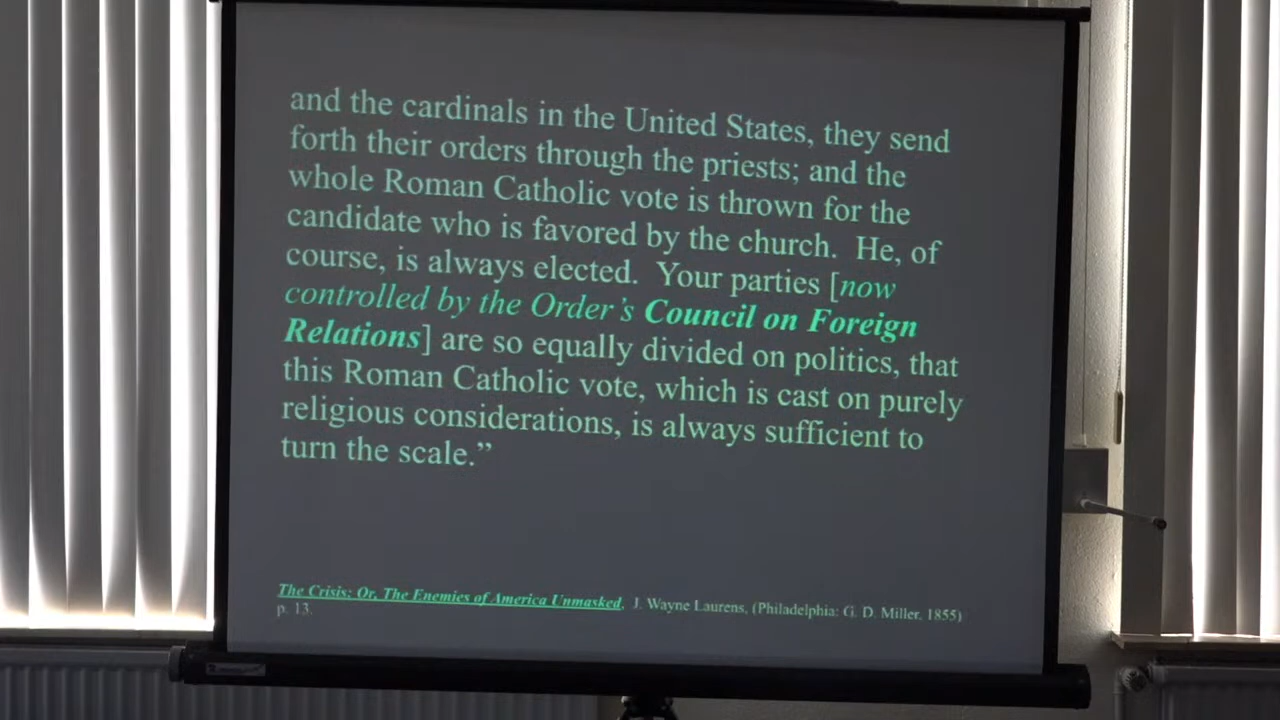 and the cardinals in the United States, they send
forth their orders through the priests; and the
whole Roman Catholic vote is thrown for the
candidate who is favored by the church.  He, of
course, is always elected.  Your parties [now
controlled by the Order's Council on Foreign
Relations] are so equally divided on politics, that
this Roman Catholic vote, which is cast on purely
religious considerations, is always sufficient to
turn the scale.”
The Crisis: Or, The Enemies of America Unmasked, J. Wayne Laurens, (Philadelphia: G. D. Miller, 1855)
p. 13.